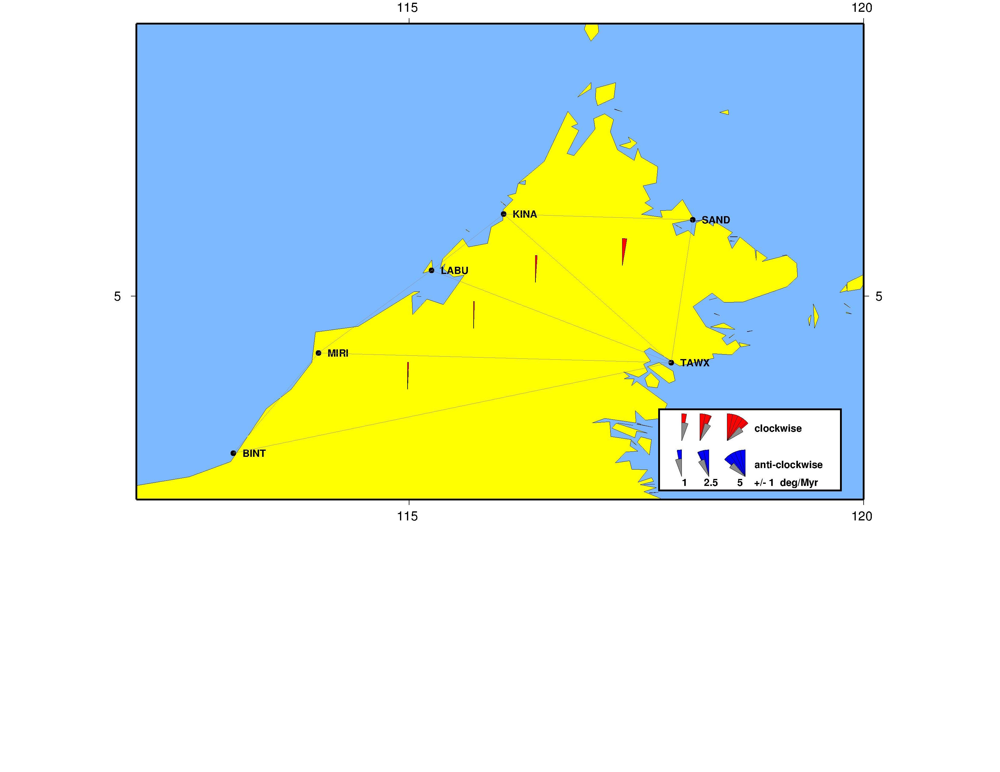 115 120
KINA
SAND
LABU
5 5
MIRI
TAWX
BINT
clockwise
anti-clockwise
1 2.5 5 +/- 1 deg/Myr
115 120